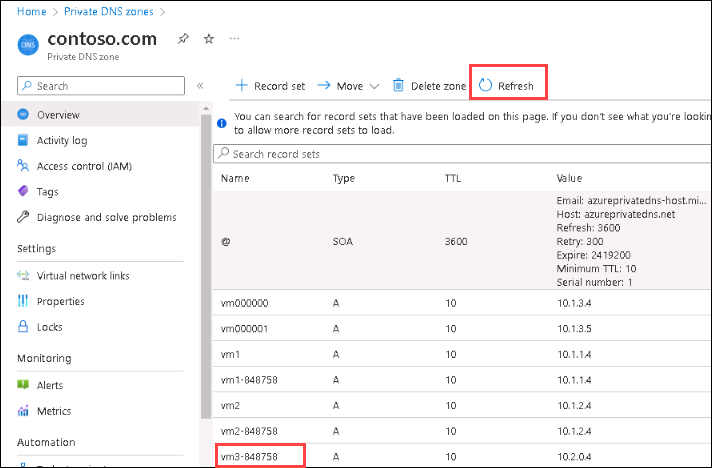 Home > Private DNS zones >
DNS
contoso.com
...
Private DNS zone
Search
«
+ Record set
Move
Delete zone
Refresh
You can search for record sets that have been loaded on this page. If you don't see what you're
to allow more record sets to load.
Search record sets
Overview
Activity log
Access control (IAM)
Tags
Diagnose and solve problems
Settings
Virtual network links
Properties
Locks
Monitoring
Alerts
Metrics
Automation
Name Type TTL Value
@ SOA 3600
Email: azureprivatedns-host.mi...
Host: azureprivatedns.net
Refresh: 3600
Retry: 300
Expire: 2419200
Minimum TTL: 10
Serial number: 1
vm000000 A 10 10.1.3.4
vm000001 A 10 10.1.3.5
vm1 A 10 10.1.1.4
vm1-848758 A 10 10.1.1.4
vm2 A 10 10.1.2.4
vm2-848758 A 10 10.1.2.4
vm3-848758 A 10 10.2.0.4